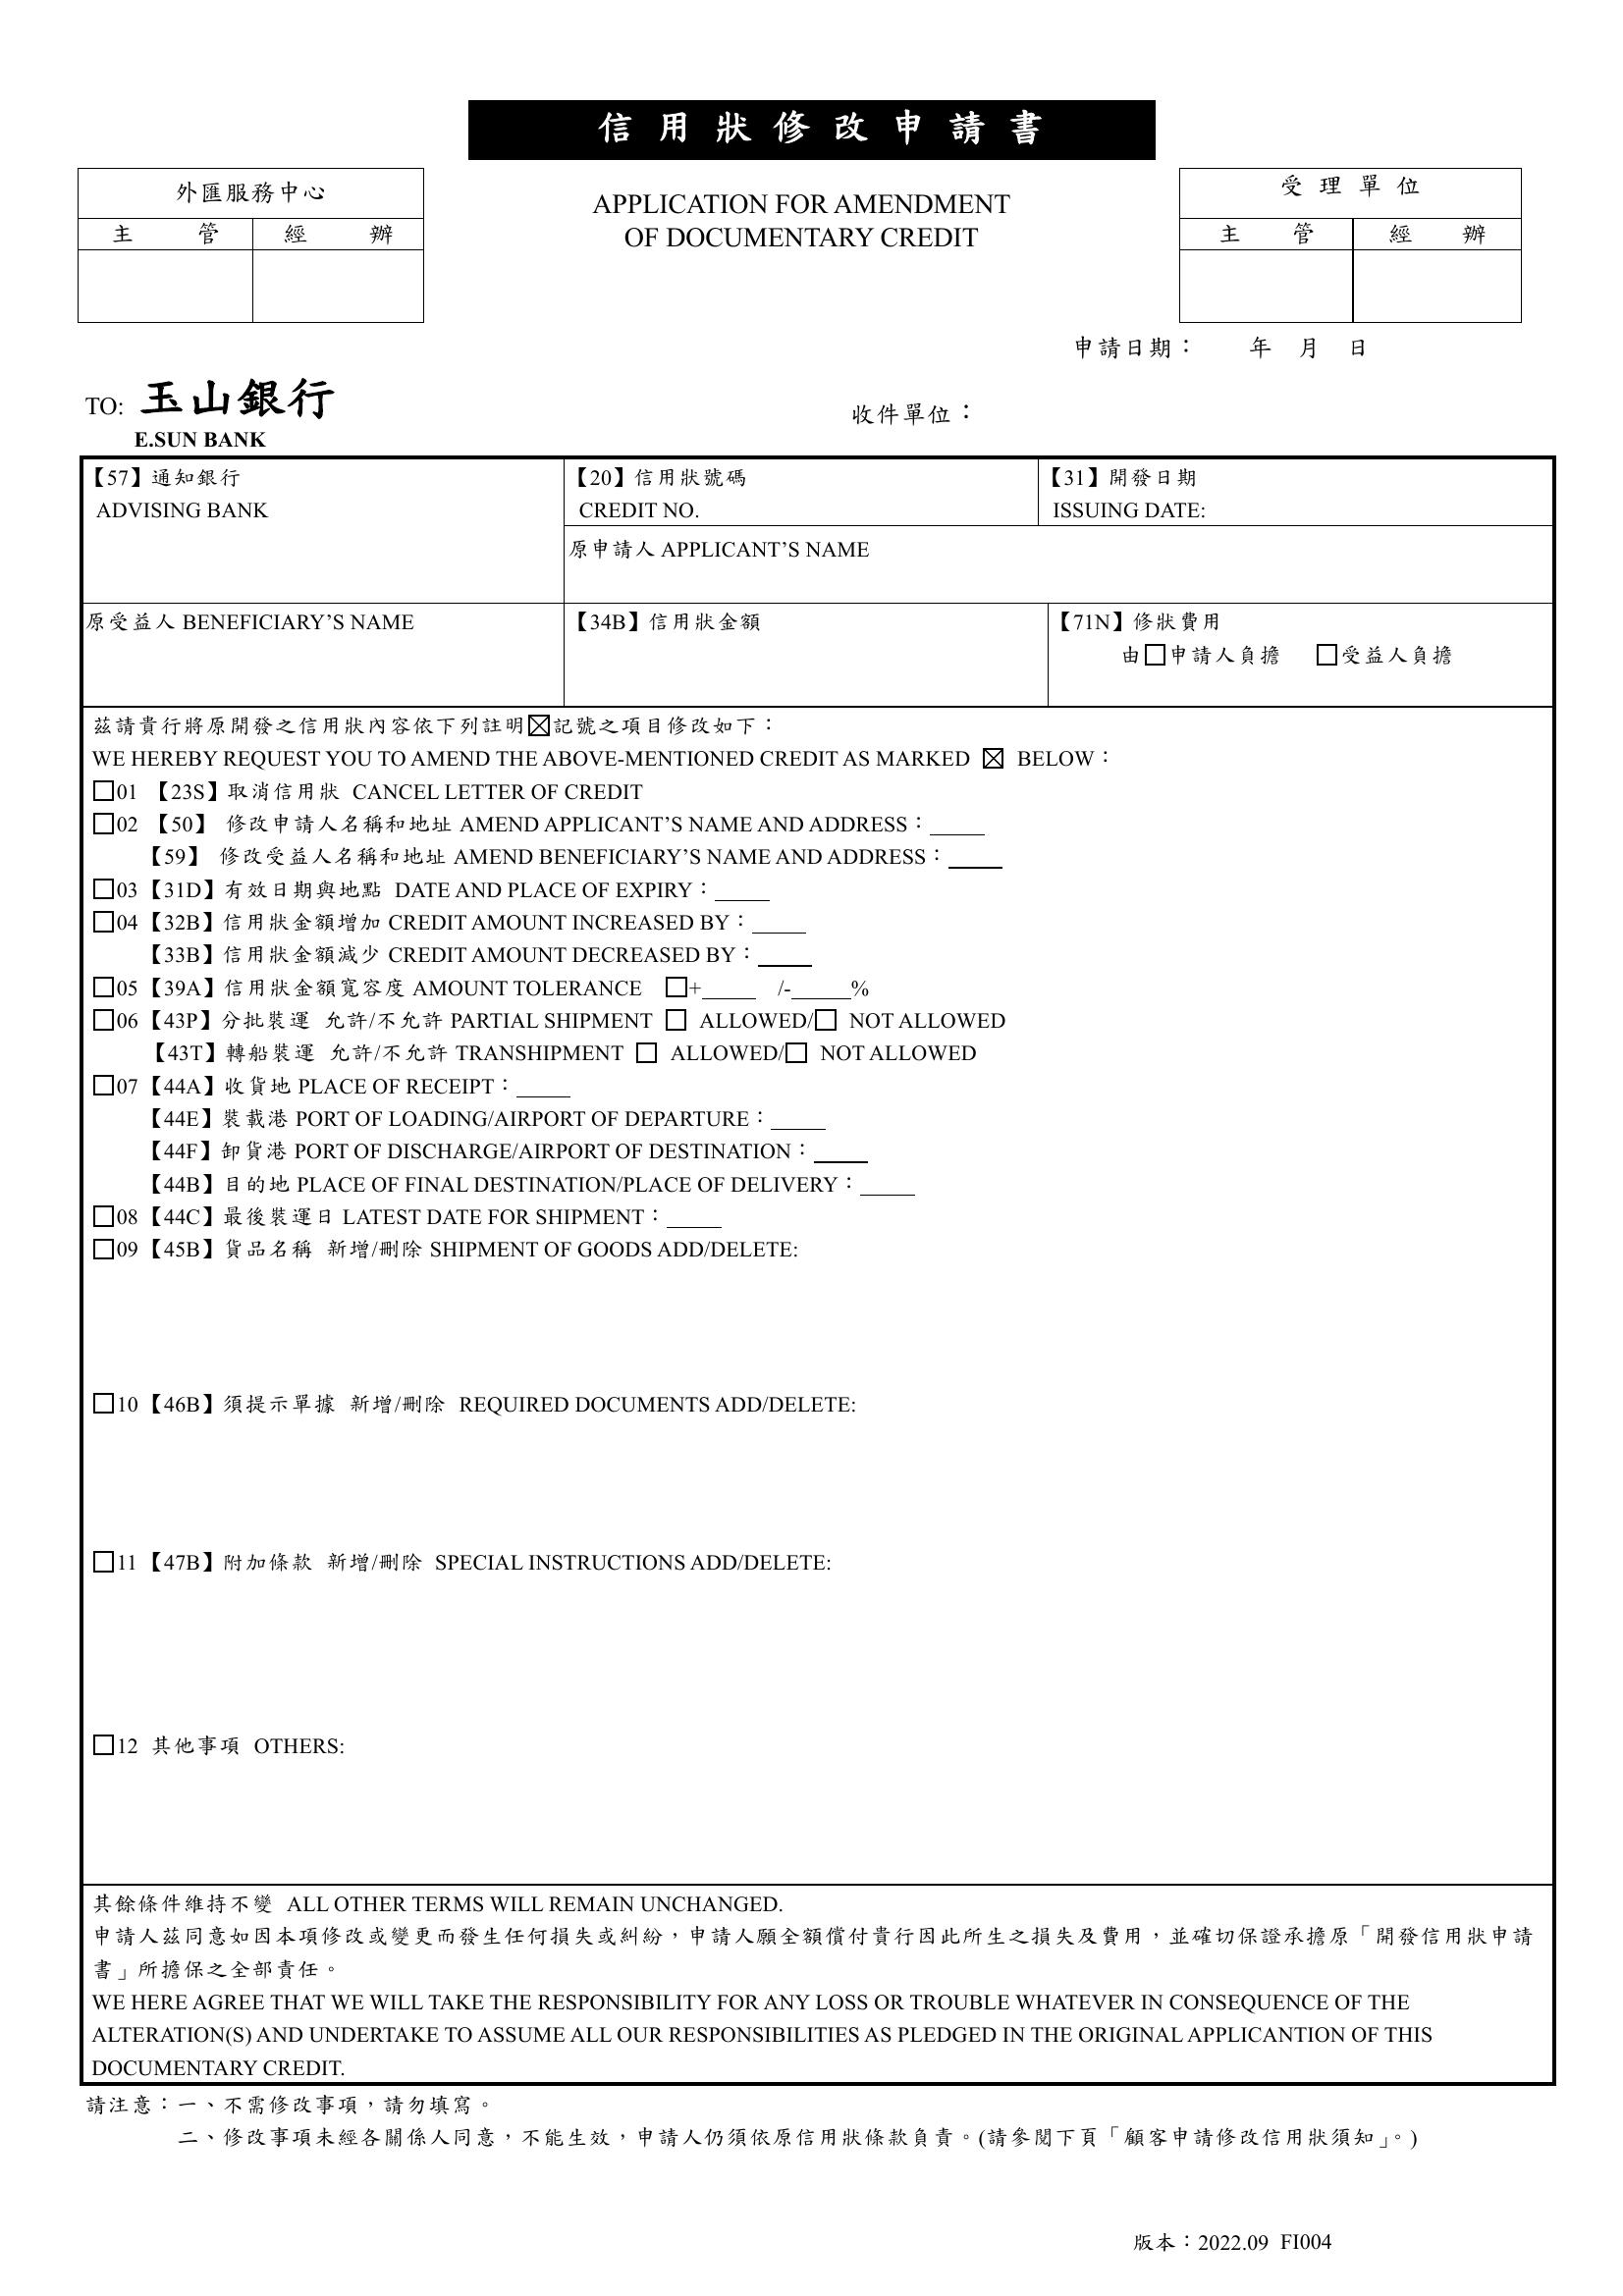 信用狀修改申請書
外匯服務中心
主 管 經 辦
APPLICATION FOR AMENDMENT
OF DOCUMENTARY CREDIT
受理單位
主 管 經 辦
申請日期： 年 月 日
TO: 玉山銀行
E.SUN BANK
收件單位：
【57】通知銀行
ADVISING BANK
【20】信用狀號碼
CREDIT NO.
【31】開發日期
ISSUING DATE:
原申請人 APPLICANT’S NAME
原受益人 BENEFICIARY’S NAME
【34B】信用狀金額
【71N】修狀費用
由□申請人負擔 □受益人負擔
茲請貴行將原開發之信用狀內容依下列註明☒記號之項目修改如下：
WE HEREBY REQUEST YOU TO AMEND THE ABOVE-MENTIONED CREDIT AS MARKED ☒ BELOW：
□01 【23S】取消信用狀 CANCEL LETTER OF CREDIT
□02 【50】 修改申請人名稱和地址 AMEND APPLICANT’S NAME AND ADDRESS：_____
【59】 修改受益人名稱和地址 AMEND BENEFICIARY’S NAME AND ADDRESS：_____
□03【31D】有效日期與地點 DATE AND PLACE OF EXPIRY：_____
□04【32B】信用狀金額增加 CREDIT AMOUNT INCREASED BY：_____
【33B】信用狀金額減少 CREDIT AMOUNT DECREASED BY：_____
□05【39A】信用狀金額寬容度 AMOUNT TOLERANCE □+_____ /-_____%
□06【43P】分批裝運 允許/不允許 PARTIAL SHIPMENT □ ALLOWED/□ NOT ALLOWED
【43T】轉船裝運 允許/不允許 TRANSHIPMENT □ ALLOWED/□ NOT ALLOWED
□07【44A】收貨地 PLACE OF RECEIPT：_____
【44E】裝載港 PORT OF LOADING/AIRPORT OF DEPARTURE：_____
【44F】卸貨港 PORT OF DISCHARGE/AIRPORT OF DESTINATION：_____
【44B】目的地 PLACE OF FINAL DESTINATION/PLACE OF DELIVERY：_____
□08【44C】最後裝運日 LATEST DATE FOR SHIPMENT：_____
□09【45B】貨品名稱 新增/刪除 SHIPMENT OF GOODS ADD/DELETE:
□10【46B】須提示單據 新增/刪除 REQUIRED DOCUMENTS ADD/DELETE:
□11【47B】附加條款 新增/刪除 SPECIAL INSTRUCTIONS ADD/DELETE:
□12 其他事項 OTHERS:
其餘條件維持不變 ALL OTHER TERMS WILL REMAIN UNCHANGED.
申請人茲同意如因本項修改或變更而發生任何損失或糾紛，申請人願全額償付貴行因此所生之損失及費用，並確切保證承擔原「開發信用狀申請
書」所擔保之全部責任。
WE HERE AGREE THAT WE WILL TAKE THE RESPONSIBILITY FOR ANY LOSS OR TROUBLE WHATEVER IN CONSEQUENCE OF THE
ALTERATION(S) AND UNDERTAKE TO ASSUME ALL OUR RESPONSIBILITIES AS PLEDGED IN THE ORIGINAL APPLICANTION OF THIS
DOCUMENTARY CREDIT.
請注意：一、不需修改事項，請勿填寫。
二、修改事項未經各關係人同意，不能生效，申請人仍須依原信用狀條款負責。(請參閱下頁「顧客申請修改信用狀須知」。)
版本：2022.09 FI004